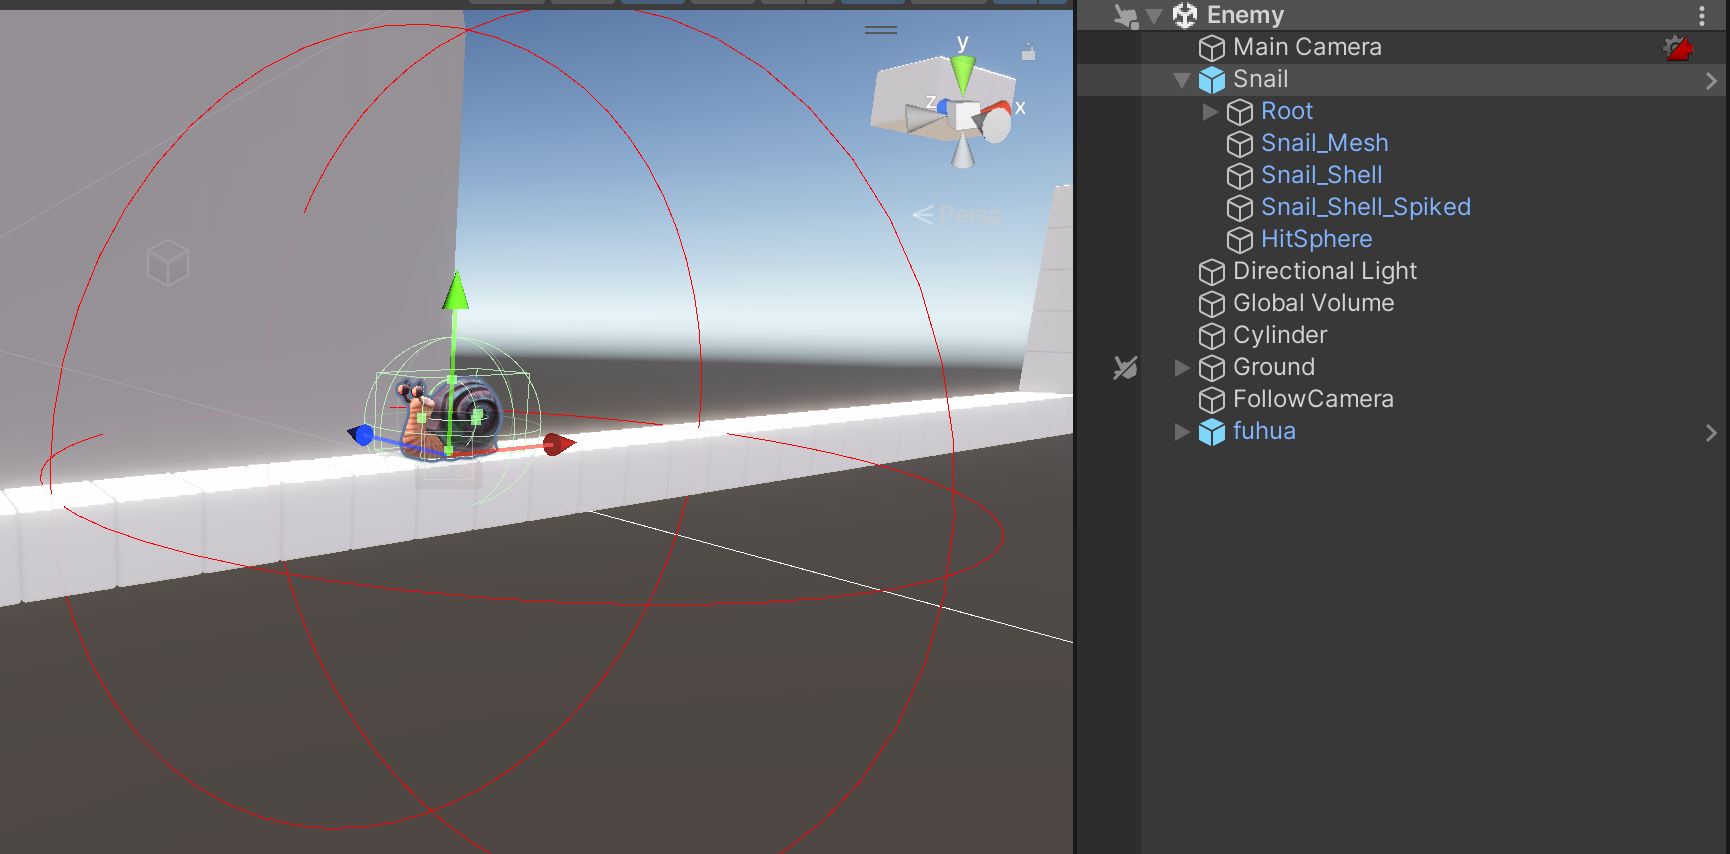 y
z
x
Persp
Enemy
Main Camera
Snail
Root
Snail_Mesh
Snail_Shell
Snail_Shell_Spiked
HitSphere
Directional Light
Global Volume
Cylinder
Ground
FollowCamera
fuhua